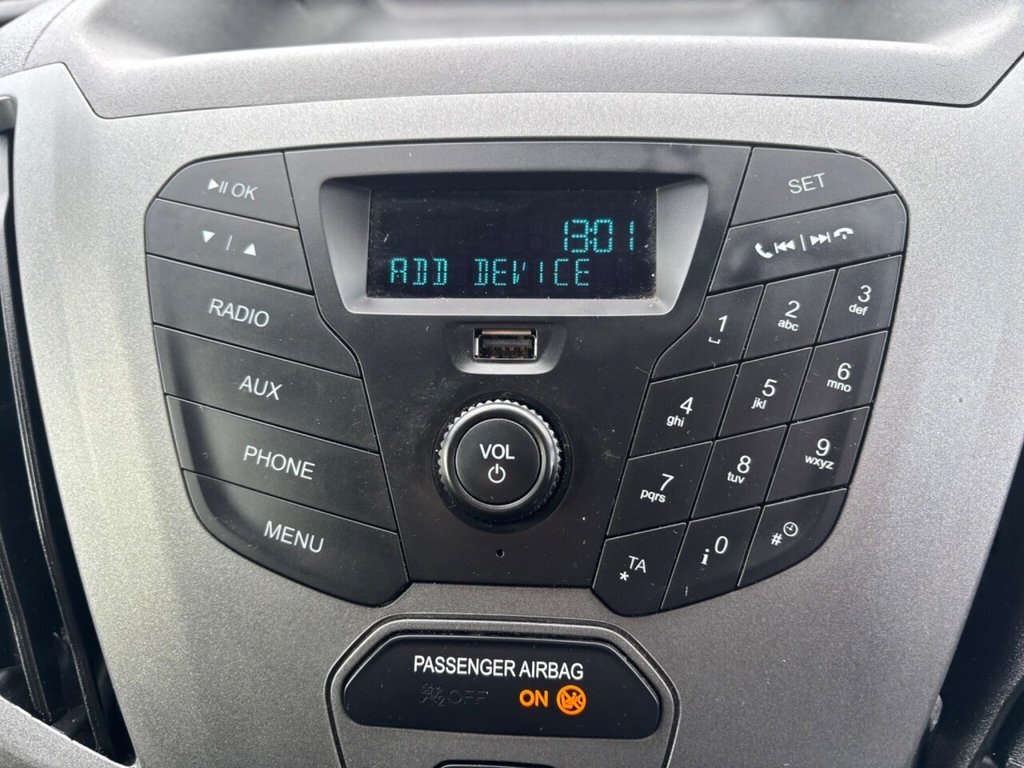 OK
SET
13:01
ADD DEVICE
RADIO
AUX
PHONE
MENU
VOL
1
2
abc
3
def
4
ghi
5
jkl
6
mno
7
pqrs
8
tuv
9
wxyz
TA
*
i 0
#
PASSENGER AIRBAG
2 OFF
ON